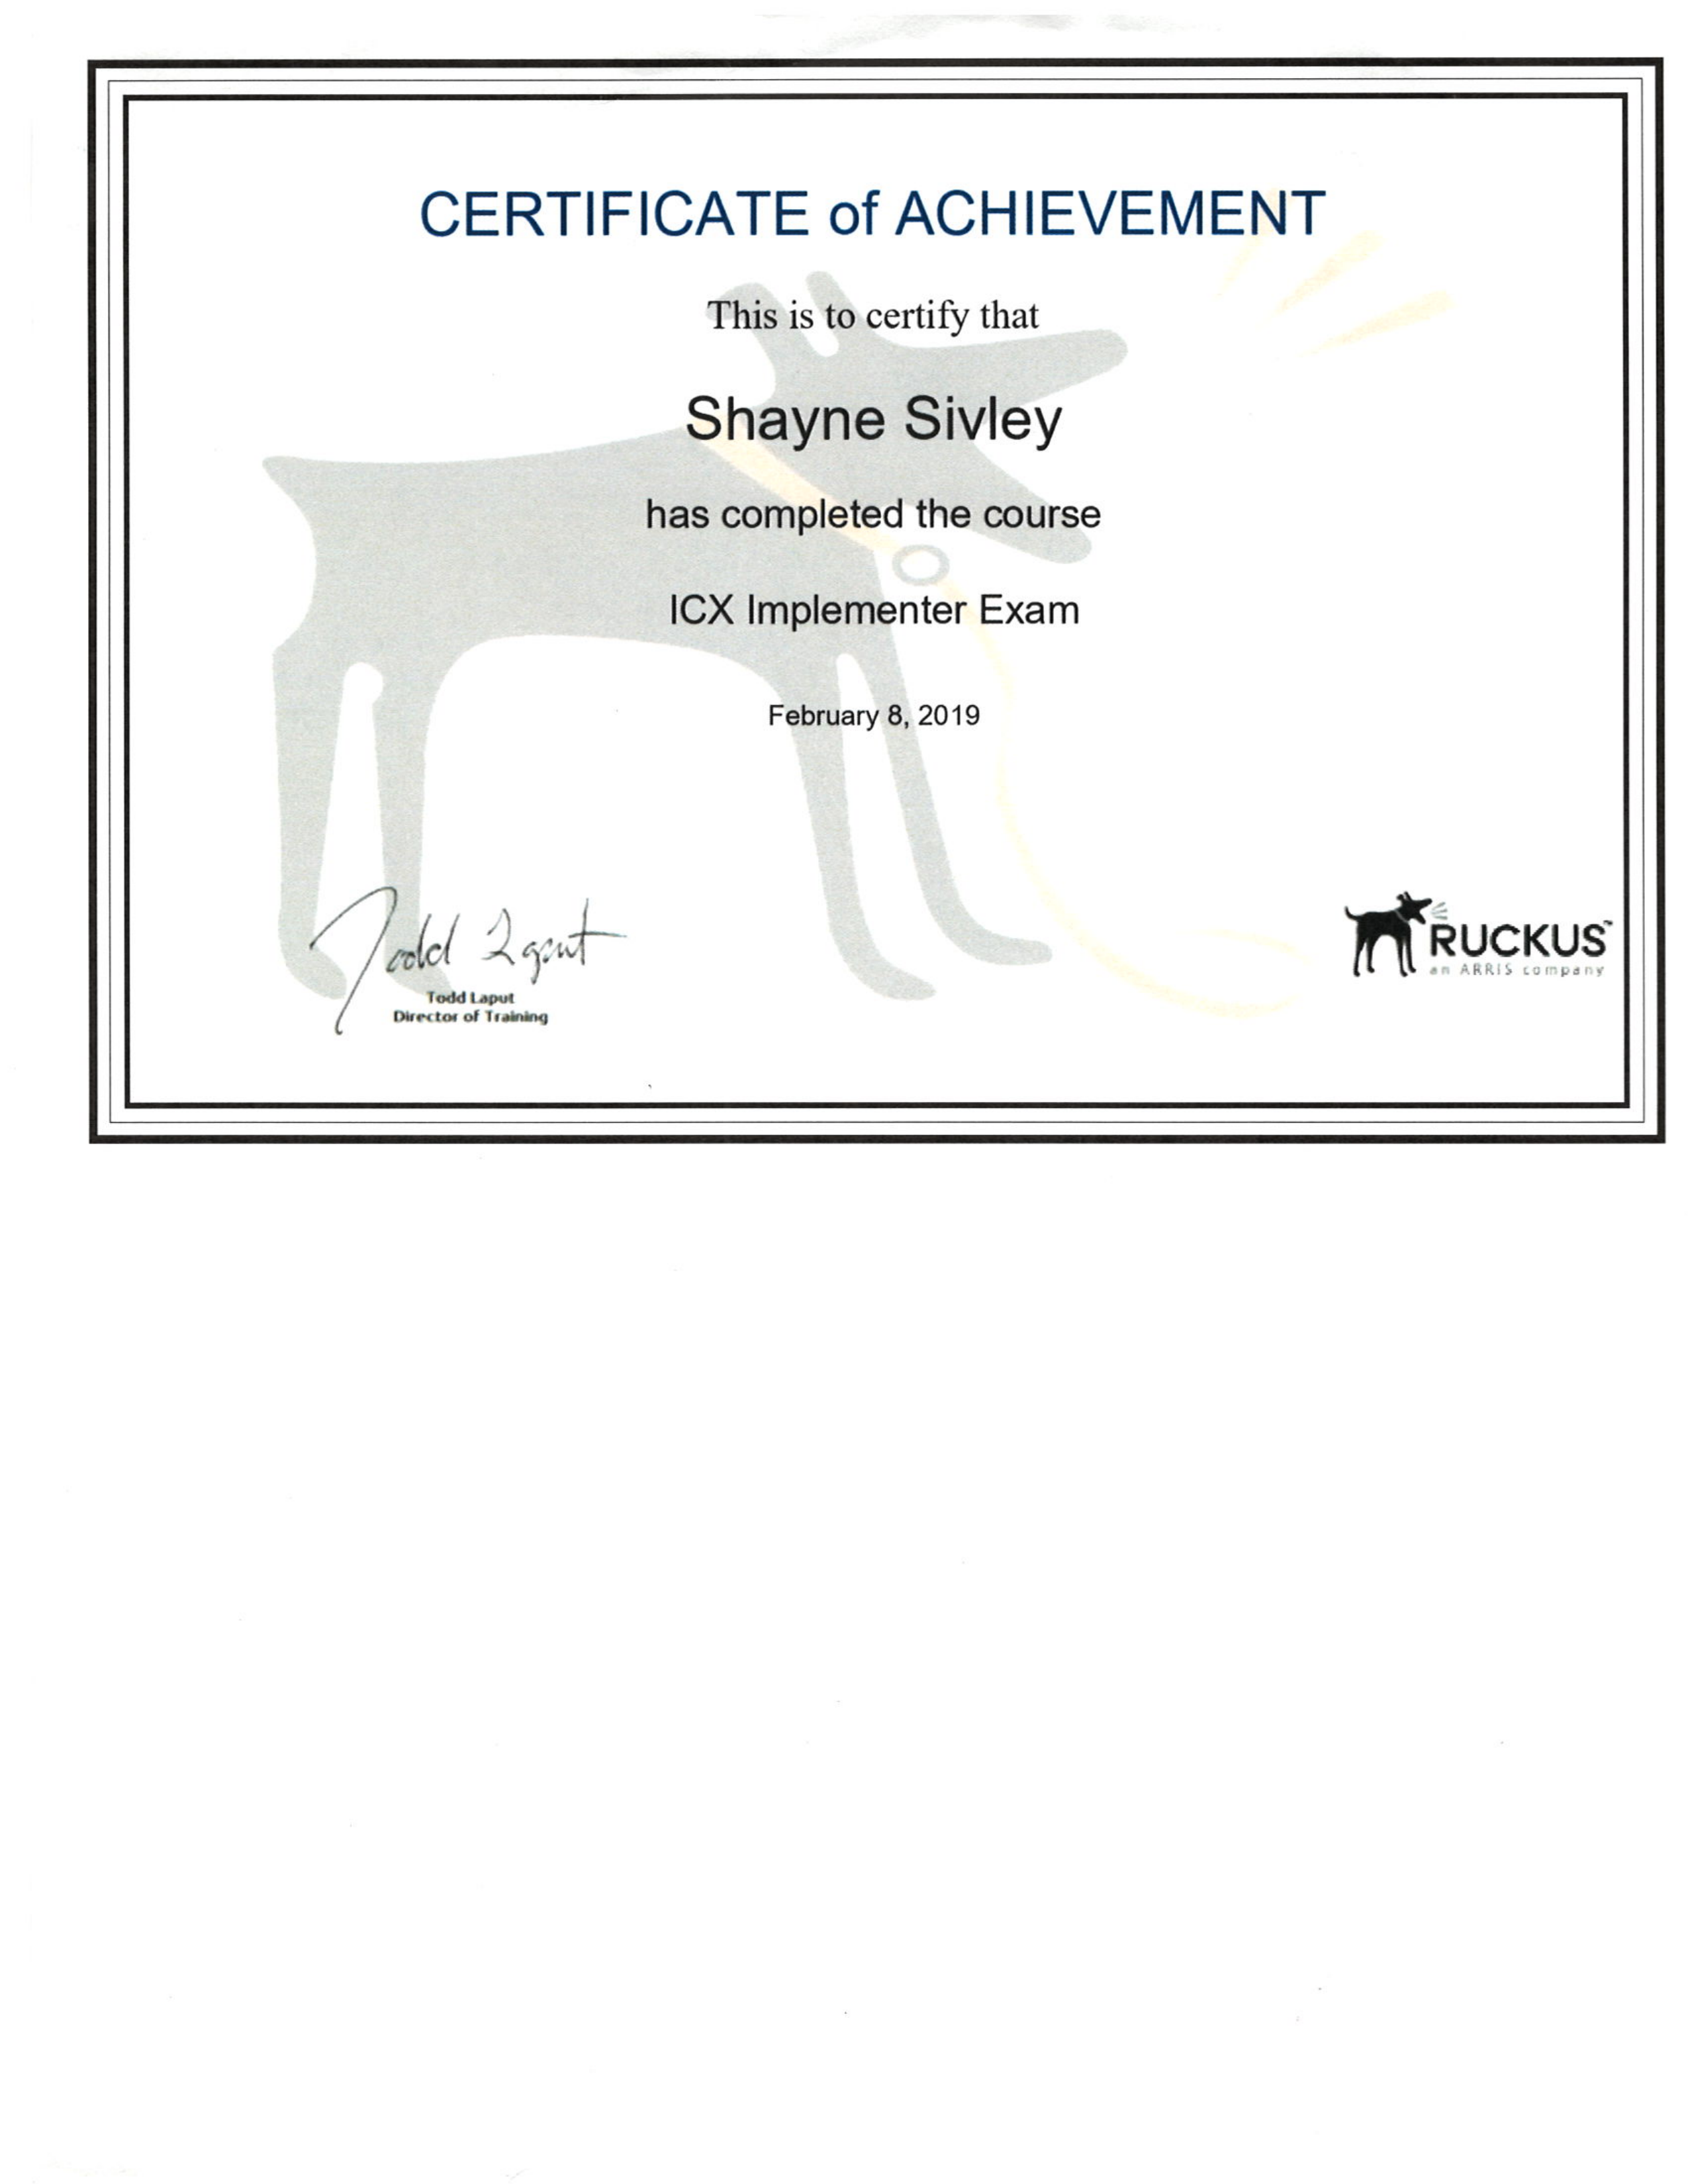 CERTIFICATE of ACHIEVEMENT
This is to certify that
Shayne Sivley
has completed the course
ICX Implementer Exam
February 8, 2019
Todd Laput
Todd Laput
Director of Training
RUCKUS™
an ARRIS company